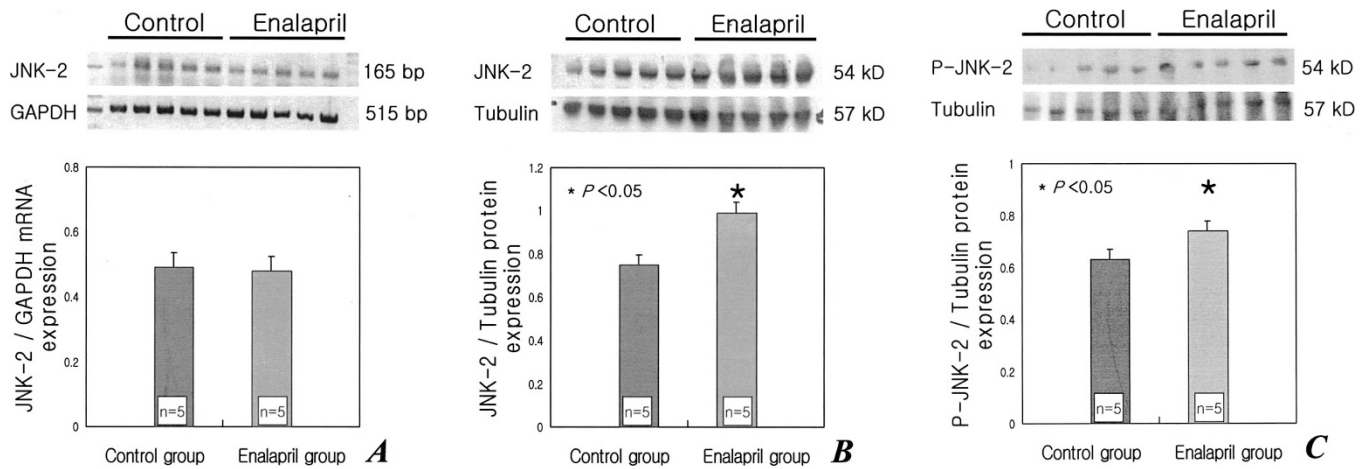 Control Enalapril
JNK-2 165 bp
GAPDH 515 bp
JNK-2 / GAPDH mRNA
expression
0.8
0.6
0.4
0.2
0
n=5 n=5
Control group Enalapril group A
Control Enalapril
JNK-2 54 kD
Tubulin 57 kD
JNK-2 / Tubulin protein
expression
1.2
1
0.8
0.6
0.4
0.2
0
* P<0.05
*
n=5 n=5
Control group Enalapril group B
Control Enalapril
P-JNK-2 54 kD
Tubulin 57 kD
P-JNK-2 / Tubulin protein
expression
1
0.8
0.6
0.4
0.2
0
* P<0.05
*
n=5 n=5
Control group Enalapril group C